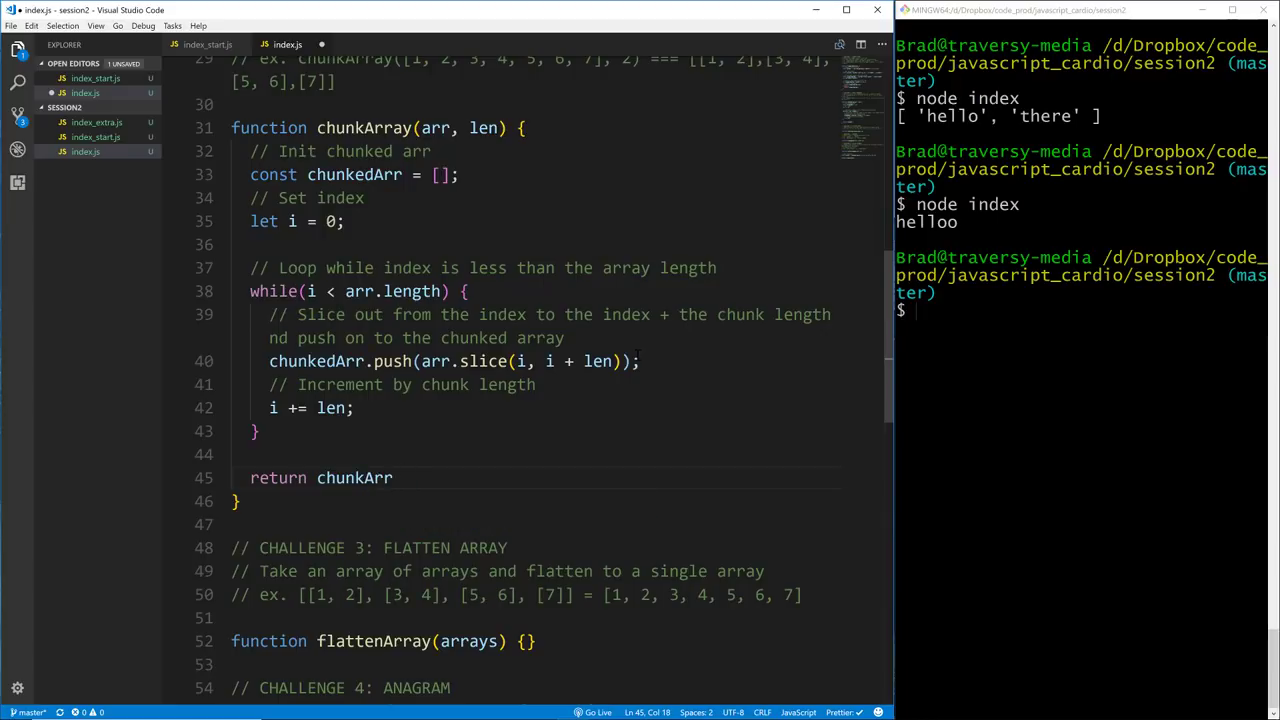 index.js - session2 - Visual Studio Code
File Edit Selection View Go Debug Tasks Help
EXPLORER
OPEN EDITORS 1 UNSAVED
index_start.js U
index.js U
SESSION2
index_extra.js U
index_start.js U
index.js U
index_start.js
index.js
29 // ex. chunkArray([1, 2, 3, 4, 5, 6, 7], 2) === [[1, 2],[3, 4],
[5, 6],[7]]
30
31 function chunkArray(arr, len) {
32 // Init chunked arr
33 const chunkedArr = [];
34 // Set index
35 let i = 0;
36
37 // Loop while index is less than the array length
38 while(i < arr.length) {
39 // Slice out from the index to the index + the chunk length
nd push on to the chunked array
40 chunkedArr.push(arr.slice(i, i + len));
41 // Increment by chunk length
42 i += len;
43 }
44
45 return chunkArr
46 }
47
48 // CHALLENGE 3: FLATTEN ARRAY
49 // Take an array of arrays and flatten to a single array
50 // ex. [[1, 2], [3, 4], [5, 6], [7]] = [1, 2, 3, 4, 5, 6, 7]
51
52 function flattenArray(arrays) {}
53
54 // CHALLENGE 4: ANAGRAM
master* 0 0 Go Live Ln 45, Col 18 Spaces: 2 UTF-8 CRLF JavaScript Prettier: ✓
MINGW64:/d/Dropbox/code_prod/javascript_cardio/session2
Brad@traversy-media /d/Dropbox/code_
prod/javascript_cardio/session2 (mas
ter)
$ node index
[ 'hello', 'there' ]
Brad@traversy-media /d/Dropbox/code_
prod/javascript_cardio/session2 (mas
ter)
$ node index
helloo
Brad@traversy-media /d/Dropbox/code_
prod/javascript_cardio/session2 (mas
ter)
$